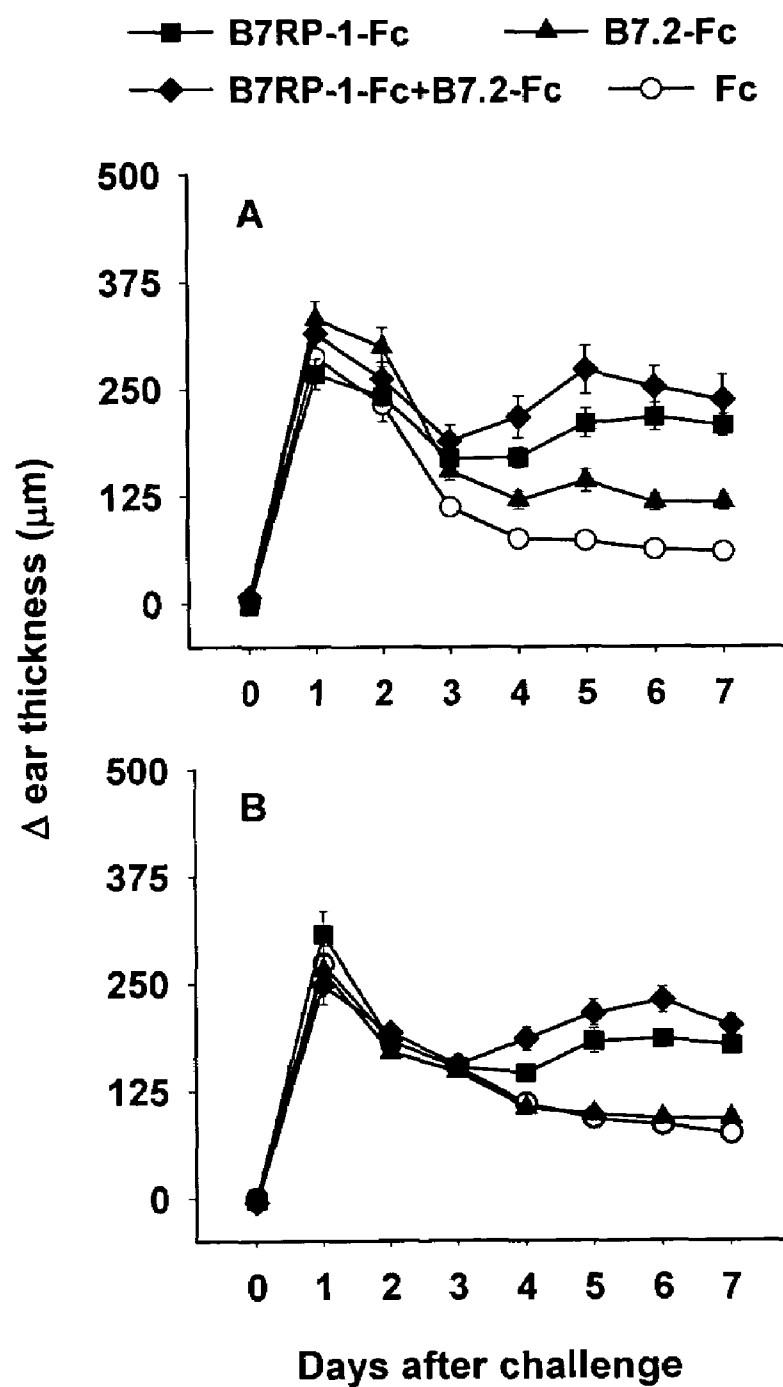 B7RP-1-Fc B7.2-Fc
B7RP-1-Fc+B7.2-Fc Fc
A
500
375
250
125
0
0 1 2 3 4 5 6 7
Δ ear thickness (μm)
B
500
375
250
125
0
0 1 2 3 4 5 6 7
Days after challenge